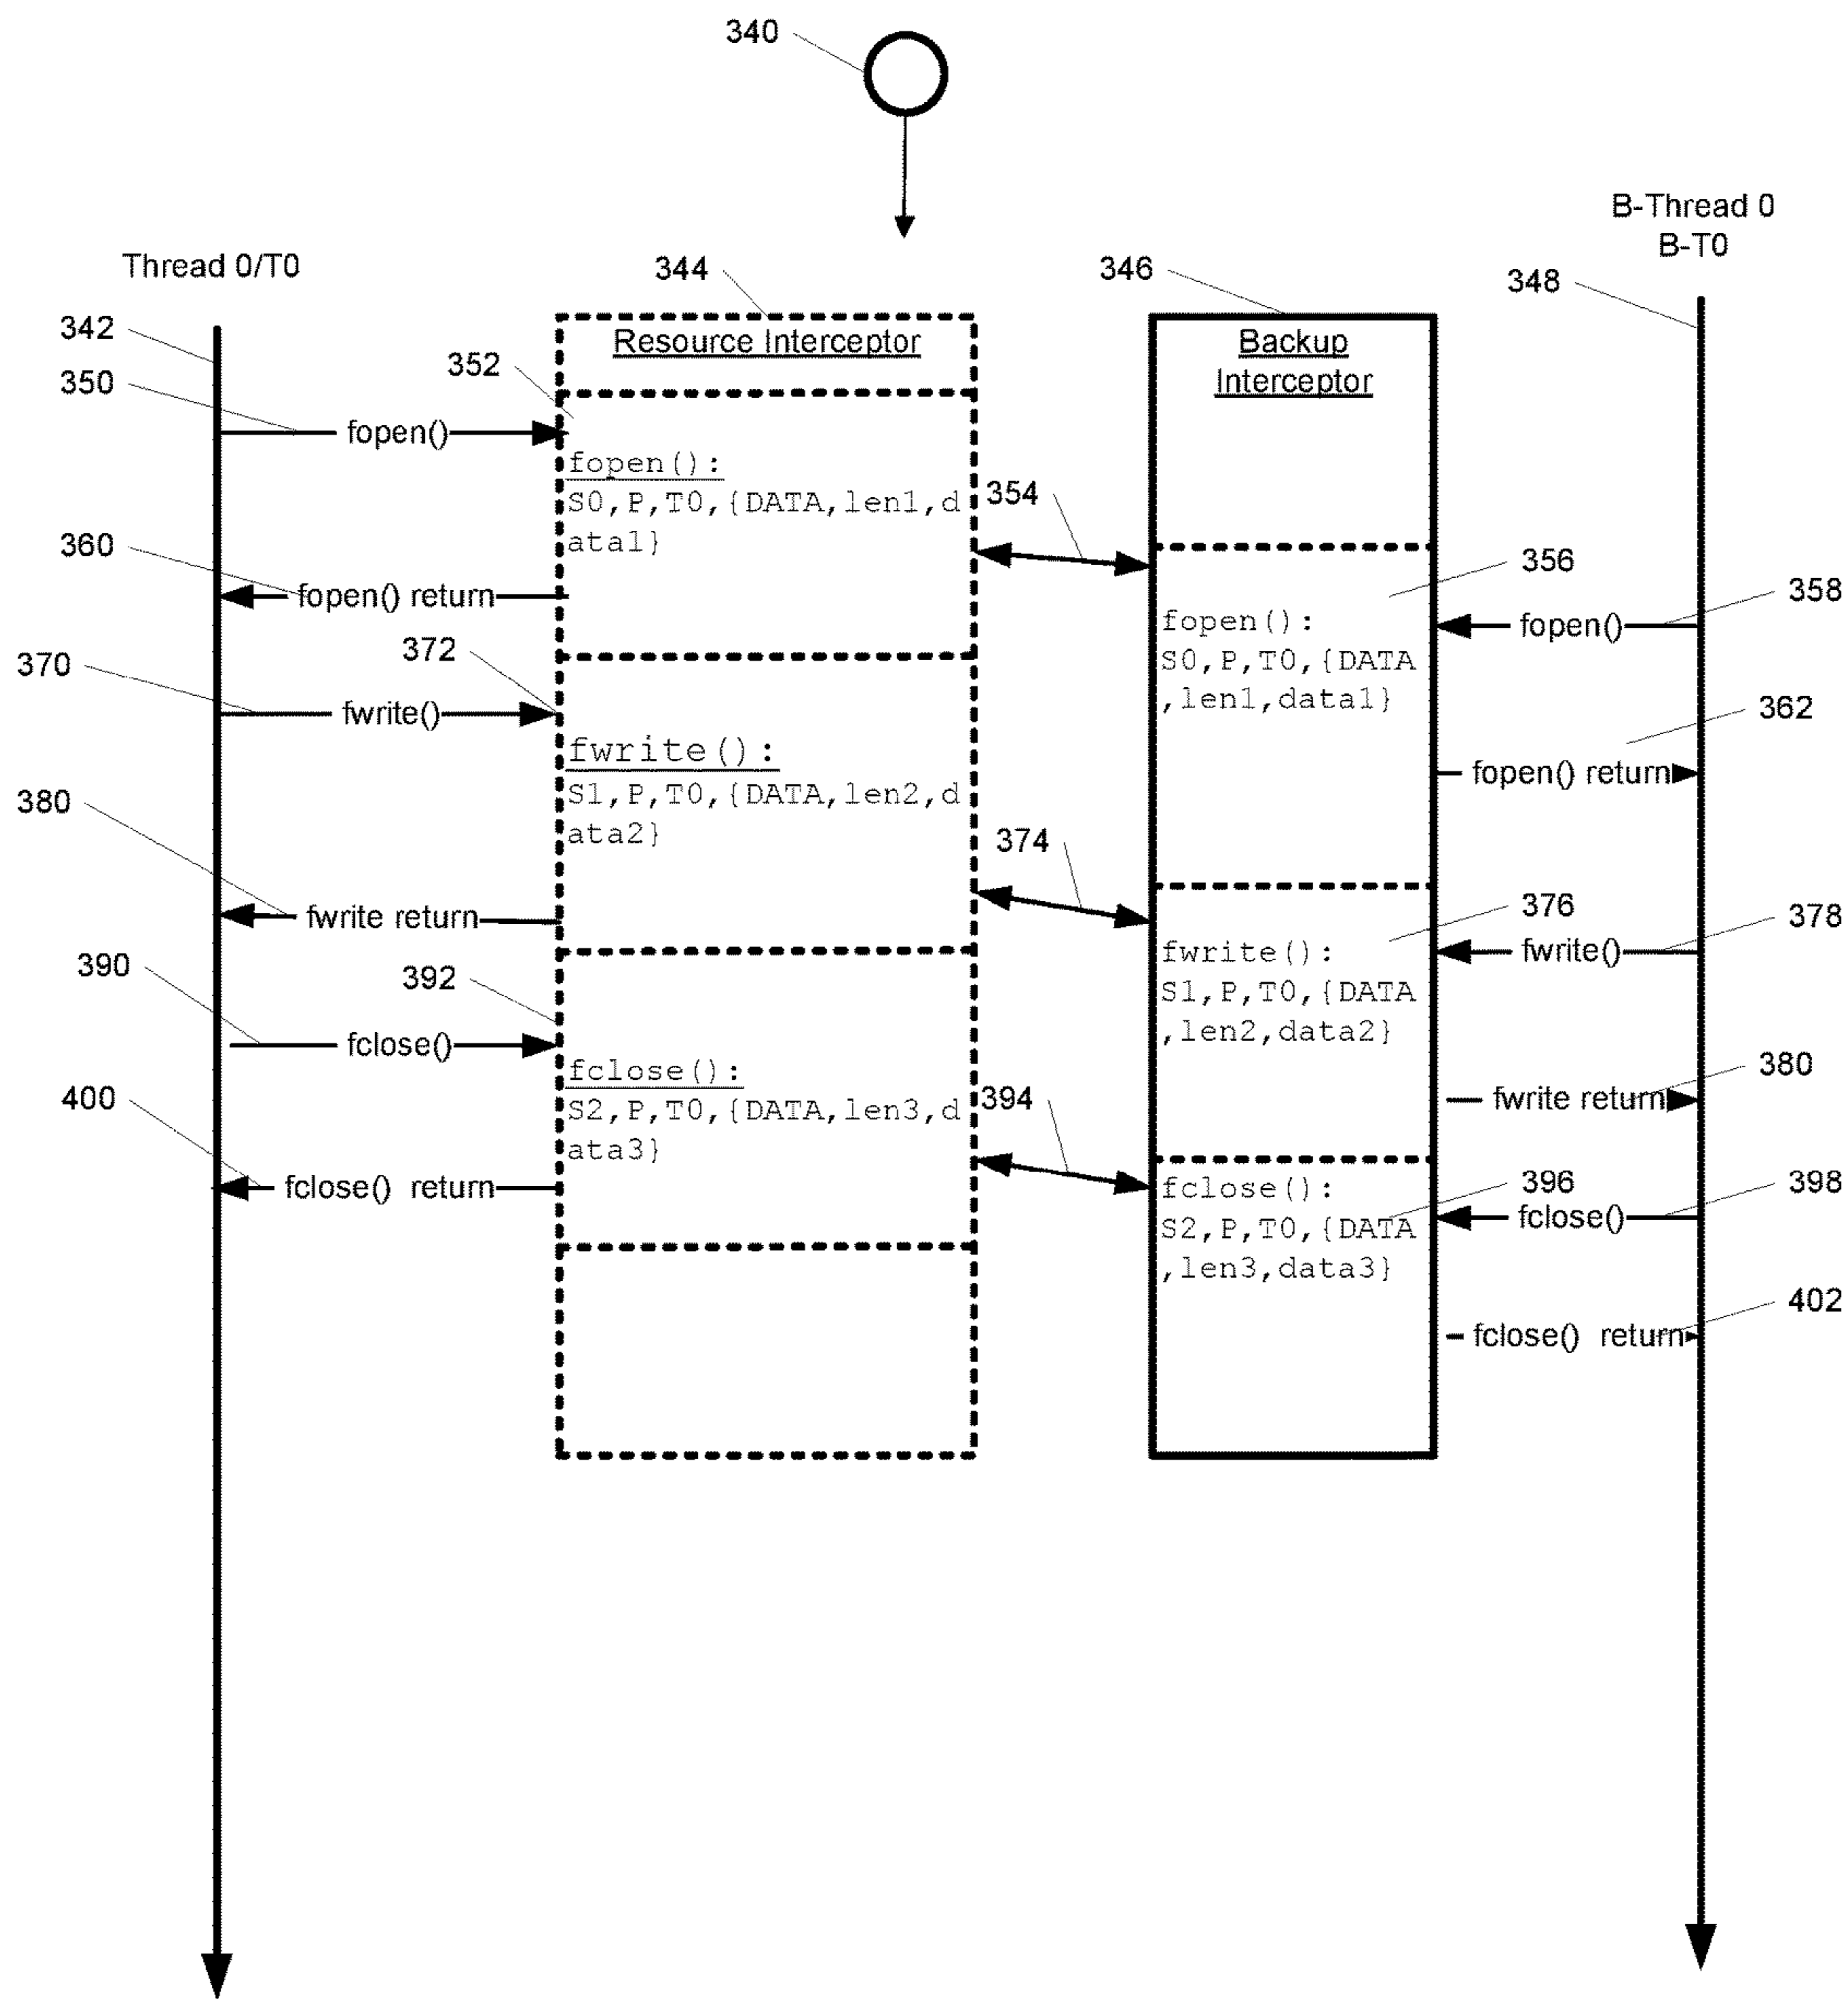 340
B-Thread 0
B-T0
Thread 0/T0
344
346
348
342
Resource Interceptor
Backup
Interceptor
352
350
fopen()
fopen():
S0,P,T0,{DATA,len1,d
ata1}
354
360
fopen() return
356
358
fopen()
fopen():
S0,P,T0,{DATA
,len1,data1}
372
370
fwrite()
362
fopen() return
fwrite():
S1,P,T0,{DATA,len2,d
ata2}
374
380
fwrite return
376
378
fwrite()
fwrite():
S1,P,T0,{DATA
,len2,data2}
390
392
fclose()
fclose():
S2,P,T0,{DATA,len3,d
ata3}
394
400
fclose() return
380
fwrite return
396
398
fclose()
fclose():
S2,P,T0,{DATA
,len3,data3}
402
fclose() return